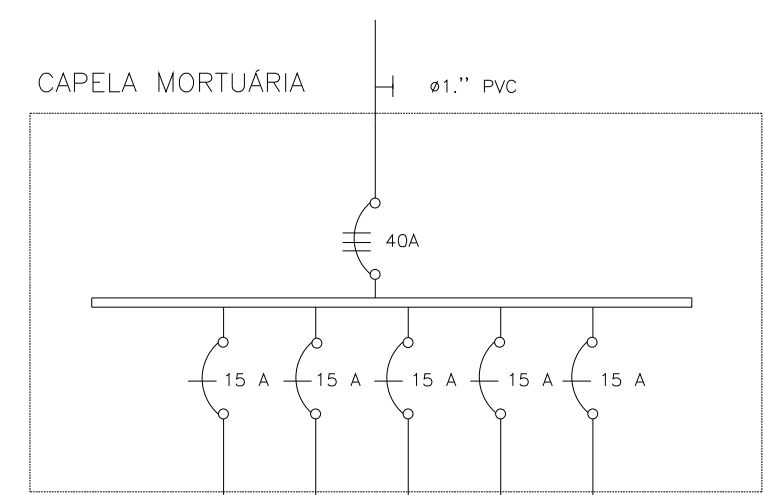 CAPELA MORTUÁRIA
ø1.’’ PVC
40A
15 A 15 A 15 A 15 A 15 A